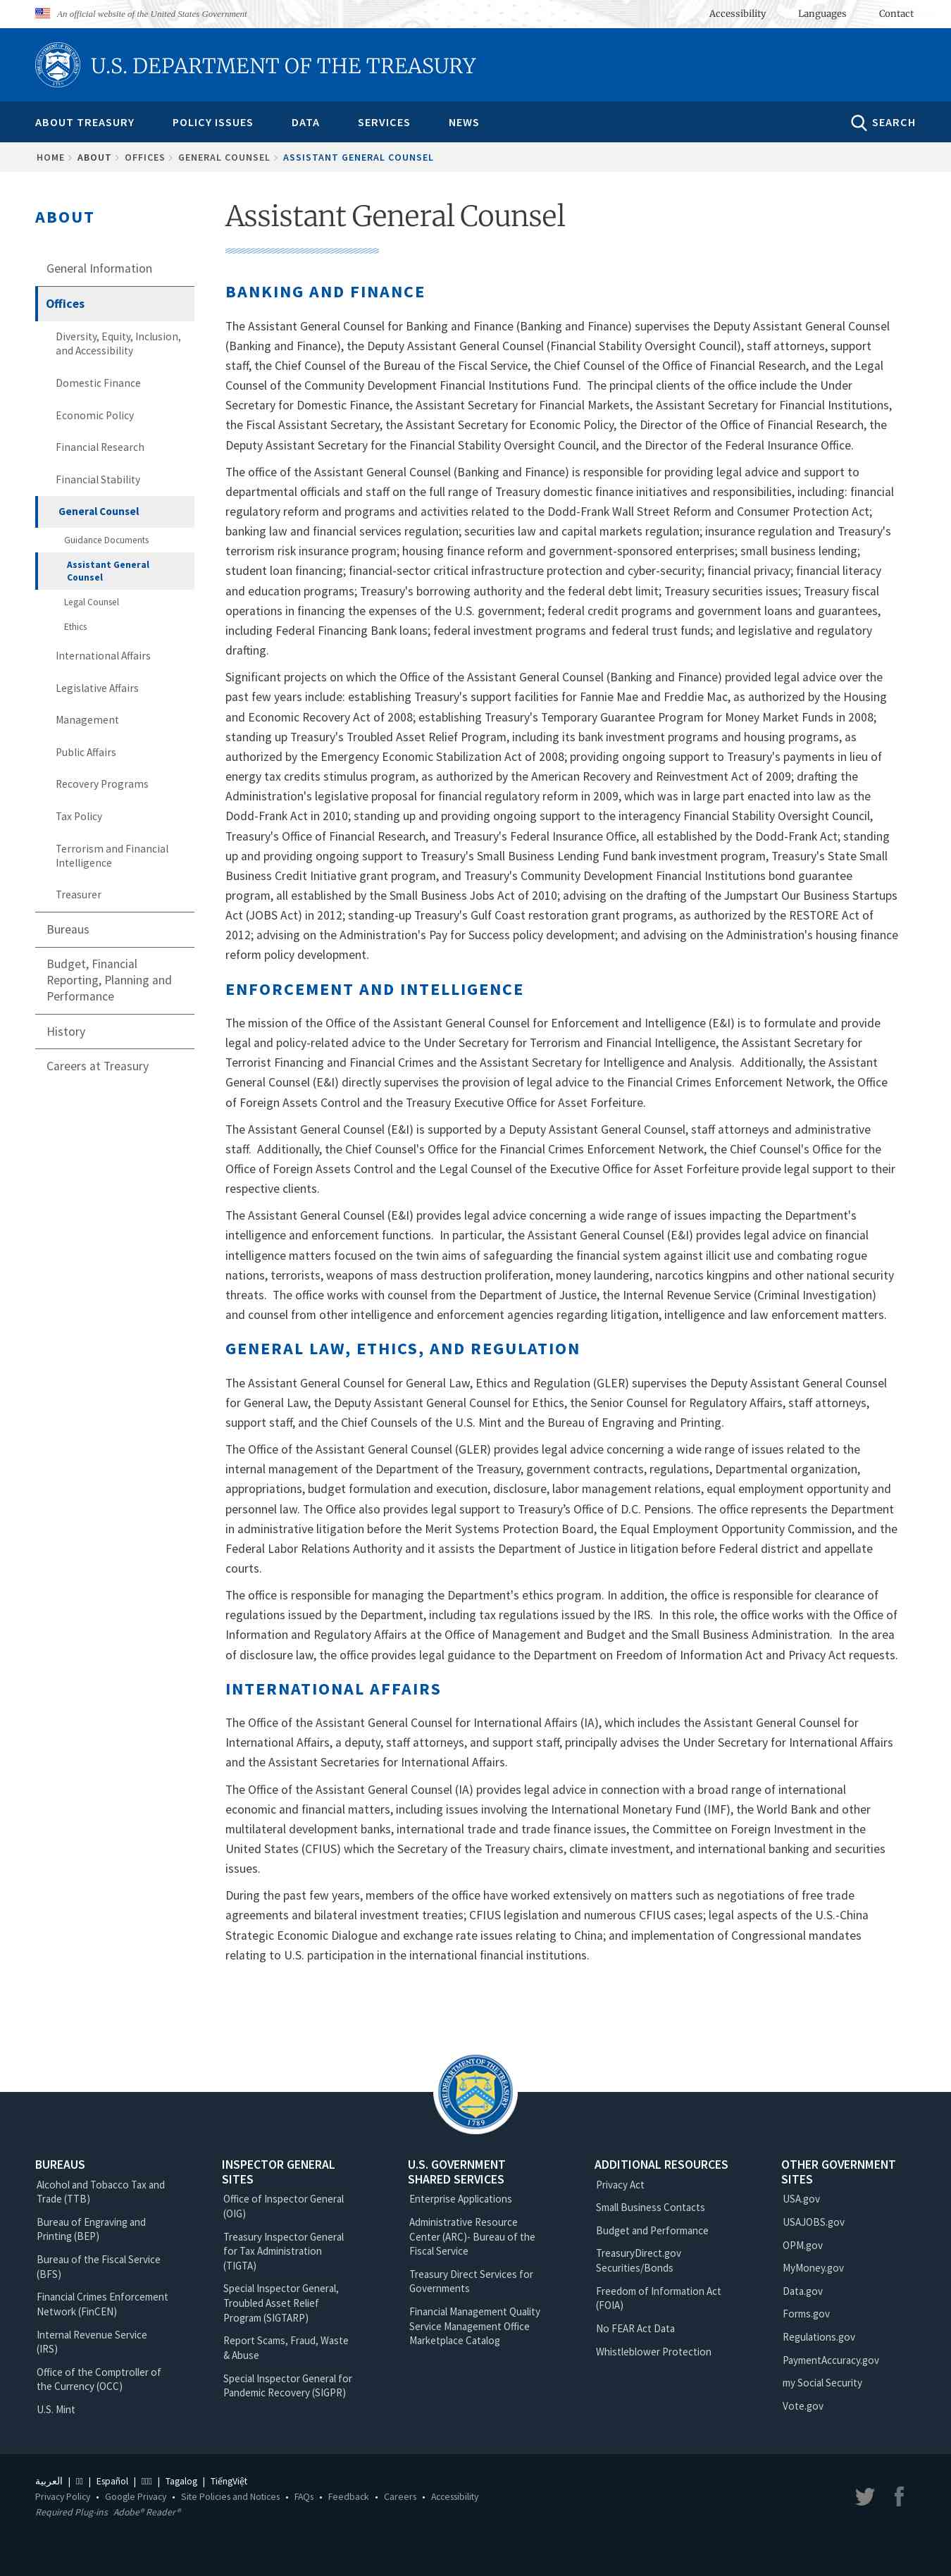 An official website of the United States Government
Accessibility
Languages
Contact
U.S. DEPARTMENT OF THE TREASURY
ABOUT TREASURY
POLICY ISSUES
DATA
SERVICES
NEWS
SEARCH
HOME
ABOUT
OFFICES
GENERAL COUNSEL
ASSISTANT GENERAL COUNSEL
ABOUT
General Information
Offices
Diversity, Equity, Inclusion,
and Accessibility
Domestic Finance
Economic Policy
Financial Research
Financial Stability
General Counsel
Guidance Documents
Assistant General
Counsel
Legal Counsel
Ethics
International Affairs
Legislative Affairs
Management
Public Affairs
Recovery Programs
Tax Policy
Terrorism and Financial
Intelligence
Treasurer
Bureaus
Budget, Financial
Reporting, Planning and
Performance
History
Careers at Treasury
Assistant General Counsel
BANKING AND FINANCE
The Assistant General Counsel for Banking and Finance (Banking and Finance) supervises the Deputy Assistant General Counsel
(Banking and Finance), the Deputy Assistant General Counsel (Financial Stability Oversight Council), staff attorneys, support
staff, the Chief Counsel of the Bureau of the Fiscal Service, the Chief Counsel of the Office of Financial Research, and the Legal
Counsel of the Community Development Financial Institutions Fund.  The principal clients of the office include the Under
Secretary for Domestic Finance, the Assistant Secretary for Financial Markets, the Assistant Secretary for Financial Institutions,
the Fiscal Assistant Secretary, the Assistant Secretary for Economic Policy, the Director of the Office of Financial Research, the
Deputy Assistant Secretary for the Financial Stability Oversight Council, and the Director of the Federal Insurance Office.
The office of the Assistant General Counsel (Banking and Finance) is responsible for providing legal advice and support to
departmental officials and staff on the full range of Treasury domestic finance initiatives and responsibilities, including: financial
regulatory reform and programs and activities related to the Dodd-Frank Wall Street Reform and Consumer Protection Act;
banking law and financial services regulation; securities law and capital markets regulation; insurance regulation and Treasury's
terrorism risk insurance program; housing finance reform and government-sponsored enterprises; small business lending;
student loan financing; financial-sector critical infrastructure protection and cyber-security; financial privacy; financial literacy
and education programs; Treasury's borrowing authority and the federal debt limit; Treasury securities issues; Treasury fiscal
operations in financing the expenses of the U.S. government; federal credit programs and government loans and guarantees,
including Federal Financing Bank loans; federal investment programs and federal trust funds; and legislative and regulatory
drafting.
Significant projects on which the Office of the Assistant General Counsel (Banking and Finance) provided legal advice over the
past few years include: establishing Treasury's support facilities for Fannie Mae and Freddie Mac, as authorized by the Housing
and Economic Recovery Act of 2008; establishing Treasury's Temporary Guarantee Program for Money Market Funds in 2008;
standing up Treasury's Troubled Asset Relief Program, including its bank investment programs and housing programs, as
authorized by the Emergency Economic Stabilization Act of 2008; providing ongoing support to Treasury's payments in lieu of
energy tax credits stimulus program, as authorized by the American Recovery and Reinvestment Act of 2009; drafting the
Administration's legislative proposal for financial regulatory reform in 2009, which was in large part enacted into law as the
Dodd-Frank Act in 2010; standing up and providing ongoing support to the interagency Financial Stability Oversight Council,
Treasury's Office of Financial Research, and Treasury's Federal Insurance Office, all established by the Dodd-Frank Act; standing
up and providing ongoing support to Treasury's Small Business Lending Fund bank investment program, Treasury's State Small
Business Credit Initiative grant program, and Treasury's Community Development Financial Institutions bond guarantee
program, all established by the Small Business Jobs Act of 2010; advising on the drafting of the Jumpstart Our Business Startups
Act (JOBS Act) in 2012; standing-up Treasury's Gulf Coast restoration grant programs, as authorized by the RESTORE Act of
2012; advising on the Administration's Pay for Success policy development; and advising on the Administration's housing finance
reform policy development.
ENFORCEMENT AND INTELLIGENCE
The mission of the Office of the Assistant General Counsel for Enforcement and Intelligence (E&I) is to formulate and provide
legal and policy-related advice to the Under Secretary for Terrorism and Financial Intelligence, the Assistant Secretary for
Terrorist Financing and Financial Crimes and the Assistant Secretary for Intelligence and Analysis.  Additionally, the Assistant
General Counsel (E&I) directly supervises the provision of legal advice to the Financial Crimes Enforcement Network, the Office
of Foreign Assets Control and the Treasury Executive Office for Asset Forfeiture.
The Assistant General Counsel (E&I) is supported by a Deputy Assistant General Counsel, staff attorneys and administrative
staff.  Additionally, the Chief Counsel's Office for the Financial Crimes Enforcement Network, the Chief Counsel's Office for the
Office of Foreign Assets Control and the Legal Counsel of the Executive Office for Asset Forfeiture provide legal support to their
respective clients.
The Assistant General Counsel (E&I) provides legal advice concerning a wide range of issues impacting the Department's
intelligence and enforcement functions.  In particular, the Assistant General Counsel (E&I) provides legal advice on financial
intelligence matters focused on the twin aims of safeguarding the financial system against illicit use and combating rogue
nations, terrorists, weapons of mass destruction proliferation, money laundering, narcotics kingpins and other national security
threats.  The office works with counsel from the Department of Justice, the Internal Revenue Service (Criminal Investigation)
and counsel from other intelligence and enforcement agencies regarding litigation, intelligence and law enforcement matters.
GENERAL LAW, ETHICS, AND REGULATION
The Assistant General Counsel for General Law, Ethics and Regulation (GLER) supervises the Deputy Assistant General Counsel
for General Law, the Deputy Assistant General Counsel for Ethics, the Senior Counsel for Regulatory Affairs, staff attorneys,
support staff, and the Chief Counsels of the U.S. Mint and the Bureau of Engraving and Printing.
The Office of the Assistant General Counsel (GLER) provides legal advice concerning a wide range of issues related to the
internal management of the Department of the Treasury, government contracts, regulations, Departmental organization,
appropriations, budget formulation and execution, disclosure, labor management relations, equal employment opportunity and
personnel law. The Office also provides legal support to Treasury’s Office of D.C. Pensions. The office represents the Department
in administrative litigation before the Merit Systems Protection Board, the Equal Employment Opportunity Commission, and the
Federal Labor Relations Authority and it assists the Department of Justice in litigation before Federal district and appellate
courts.
The office is responsible for managing the Department's ethics program. In addition, the office is responsible for clearance of
regulations issued by the Department, including tax regulations issued by the IRS.  In this role, the office works with the Office of
Information and Regulatory Affairs at the Office of Management and Budget and the Small Business Administration.  In the area
of disclosure law, the office provides legal guidance to the Department on Freedom of Information Act and Privacy Act requests.
INTERNATIONAL AFFAIRS
The Office of the Assistant General Counsel for International Affairs (IA), which includes the Assistant General Counsel for
International Affairs, a deputy, staff attorneys, and support staff, principally advises the Under Secretary for International Affairs
and the Assistant Secretaries for International Affairs.
The Office of the Assistant General Counsel (IA) provides legal advice in connection with a broad range of international
economic and financial matters, including issues involving the International Monetary Fund (IMF), the World Bank and other
multilateral development banks, international trade and trade finance issues, the Committee on Foreign Investment in the
United States (CFIUS) which the Secretary of the Treasury chairs, climate investment, and international banking and securities
issues.
During the past few years, members of the office have worked extensively on matters such as negotiations of free trade
agreements and bilateral investment treaties; CFIUS legislation and numerous CFIUS cases; legal aspects of the U.S.-China
Strategic Economic Dialogue and exchange rate issues relating to China; and implementation of Congressional mandates
relating to U.S. participation in the international financial institutions.
THE DEPARTMENT OF THE TREASURY
1789
BUREAUS
Alcohol and Tobacco Tax and
Trade (TTB)
Bureau of Engraving and
Printing (BEP)
Bureau of the Fiscal Service
(BFS)
Financial Crimes Enforcement
Network (FinCEN)
Internal Revenue Service
(IRS)
Office of the Comptroller of
the Currency (OCC)
U.S. Mint
INSPECTOR GENERAL
SITES
Office of Inspector General
(OIG)
Treasury Inspector General
for Tax Administration
(TIGTA)
Special Inspector General,
Troubled Asset Relief
Program (SIGTARP)
Report Scams, Fraud, Waste
& Abuse
Special Inspector General for
Pandemic Recovery (SIGPR)
U.S. GOVERNMENT
SHARED SERVICES
Enterprise Applications
Administrative Resource
Center (ARC)- Bureau of the
Fiscal Service
Treasury Direct Services for
Governments
Financial Management Quality
Service Management Office
Marketplace Catalog
ADDITIONAL RESOURCES
Privacy Act
Small Business Contacts
Budget and Performance
TreasuryDirect.gov
Securities/Bonds
Freedom of Information Act
(FOIA)
No FEAR Act Data
Whistleblower Protection
OTHER GOVERNMENT
SITES
USA.gov
USAJOBS.gov
OPM.gov
MyMoney.gov
Data.gov
Forms.gov
Regulations.gov
PaymentAccuracy.gov
my Social Security
Vote.gov
العربية | | Español | | Tagalog | TiếngViệt
Privacy Policy • Google Privacy • Site Policies and Notices • FAQs • Feedback • Careers • Accessibility
Required Plug-ins Adobe® Reader®